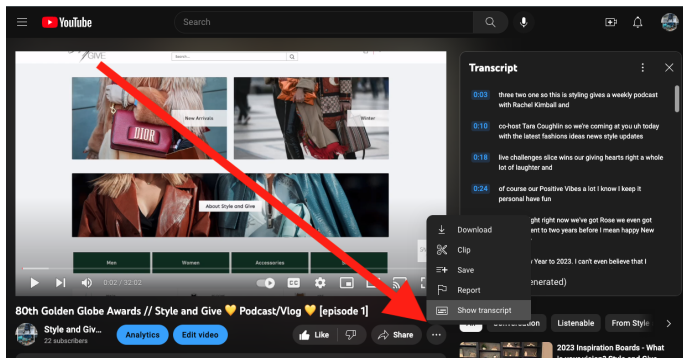 YouTube
Search
GIVE
Search...
New Arrivals
Winter
DIOR
About Style and Give
Men
Women
Accessories
0:02 / 32:02
CC
80th Golden Globe Awards // Style and Give 💛 Podcast/Vlog 💛 [episode 1]
Style and Giv...
22 subscribers
Analytics
Edit video
Like
Share
Transcript
0:03
three two one so this is styling gives a weekly podcast
with Rachel Kimball and
0:10
co-host Tara Coughlin so we're coming at you uh today
with the latest fashions ideas news style updates
0:18
live challenges slice wins our giving hearts right a whole
lot of laughter and
0:24
of course our Positive Vibes a lot I know I keep it
personal have fun
right now we've got Rose we even got
to two years before I mean happy New
Year to 2023. I can't even believe that I
Download
Clip
Save
Report
Show transcript
Listenable
From Style
2023 Inspiration Boards - What